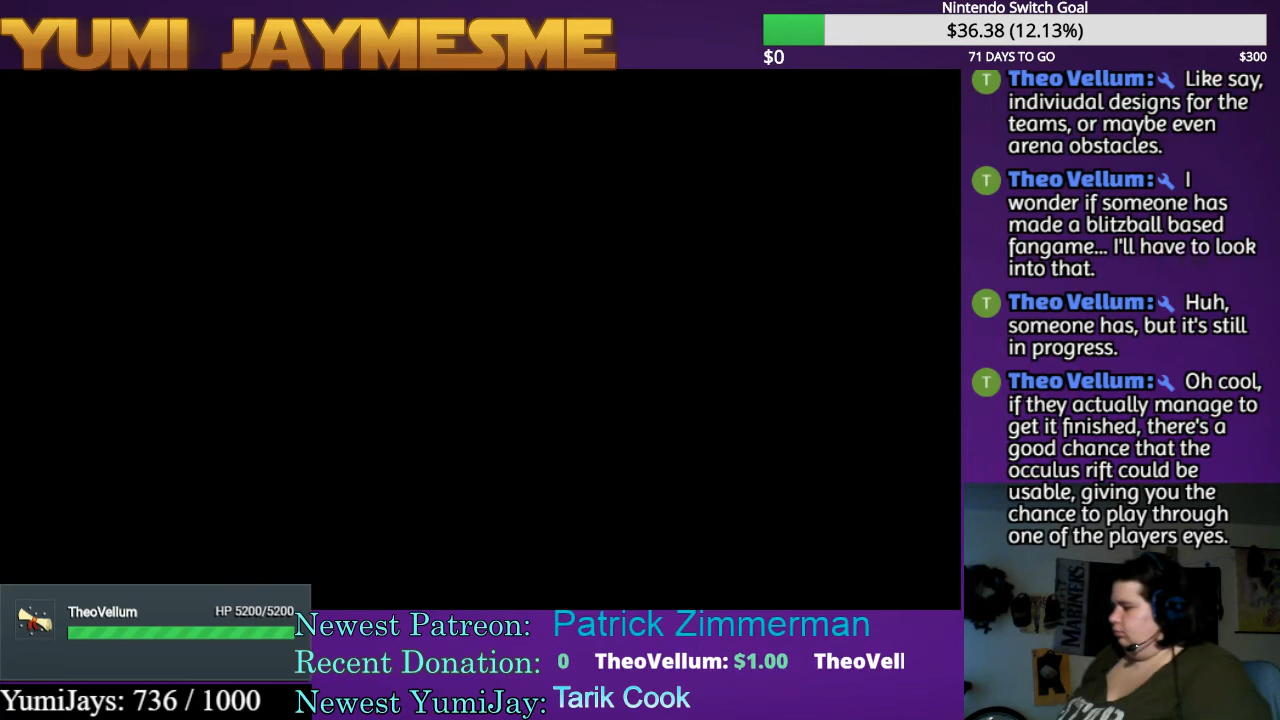 YUMI JAYMESME
Nintendo Switch Goal
$36.38 (12.13%)
$0
71 DAYS TO GO
$300
T Theo Vellum: Like say,
indiviudal designs for the
teams, or maybe even
arena obstacles.
T Theo Vellum: I
wonder if someone has
made a blitzball based
fangame... I'll have to look
into that.
T Theo Vellum: Huh,
someone has, but it's still
in progress.
T Theo Vellum: Oh cool,
if they actually manage to
get it finished, there's a
good chance that the
occulus rift could be
usable, giving you the
chance to play through
one of the players eyes.
MARINERS
TheoVellum
HP 5200/5200
Newest Patreon: Patrick Zimmerman
Recent Donation: 0 TheoVellum: $1.00 TheoVell
Newest YumiJay: Tarik Cook
YumiJays: 736 / 1000